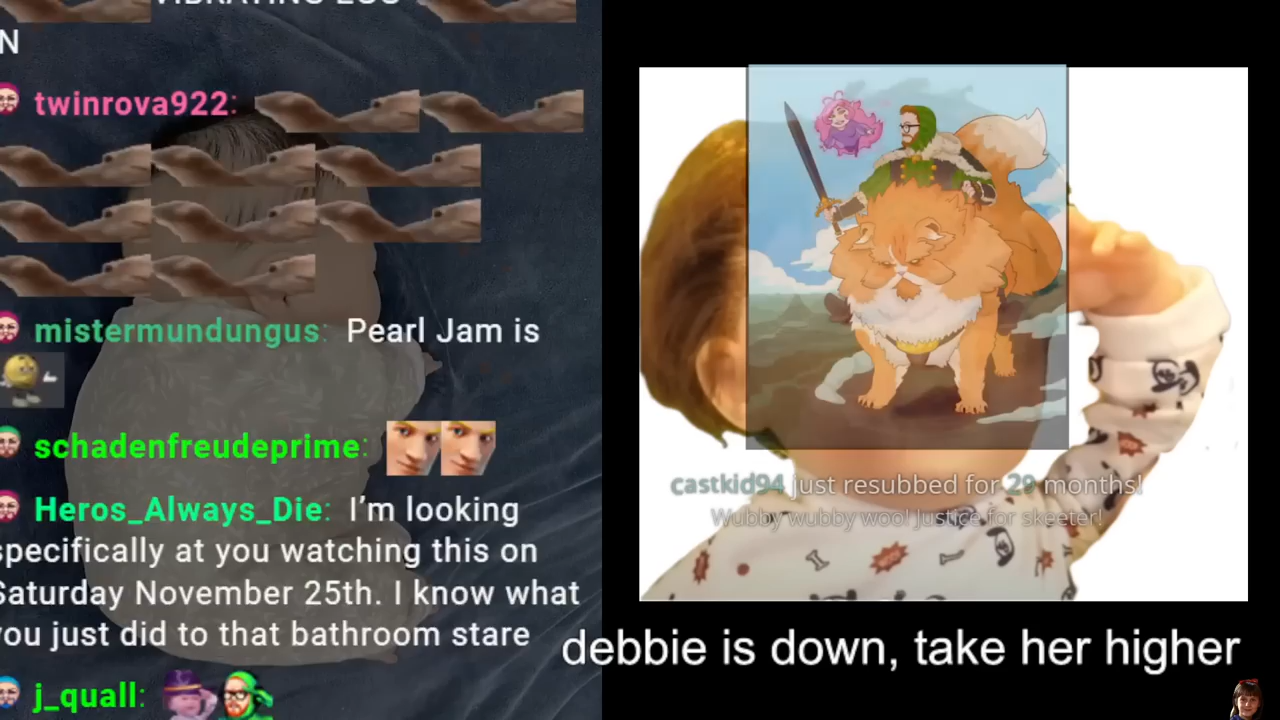 VIBRATING EGG
N
twinrova922:
mistermundungus: Pearl Jam is
schadenfreudeprime:
Heros_Always_Die: I'm looking
specifically at you watching this on
Saturday November 25th. I know what
you just did to that bathroom stare
j_quall:
castkid94 just resubbed for 29 months!
Wubby wubby woo! Justice for skeeter!
debbie is down, take her higher